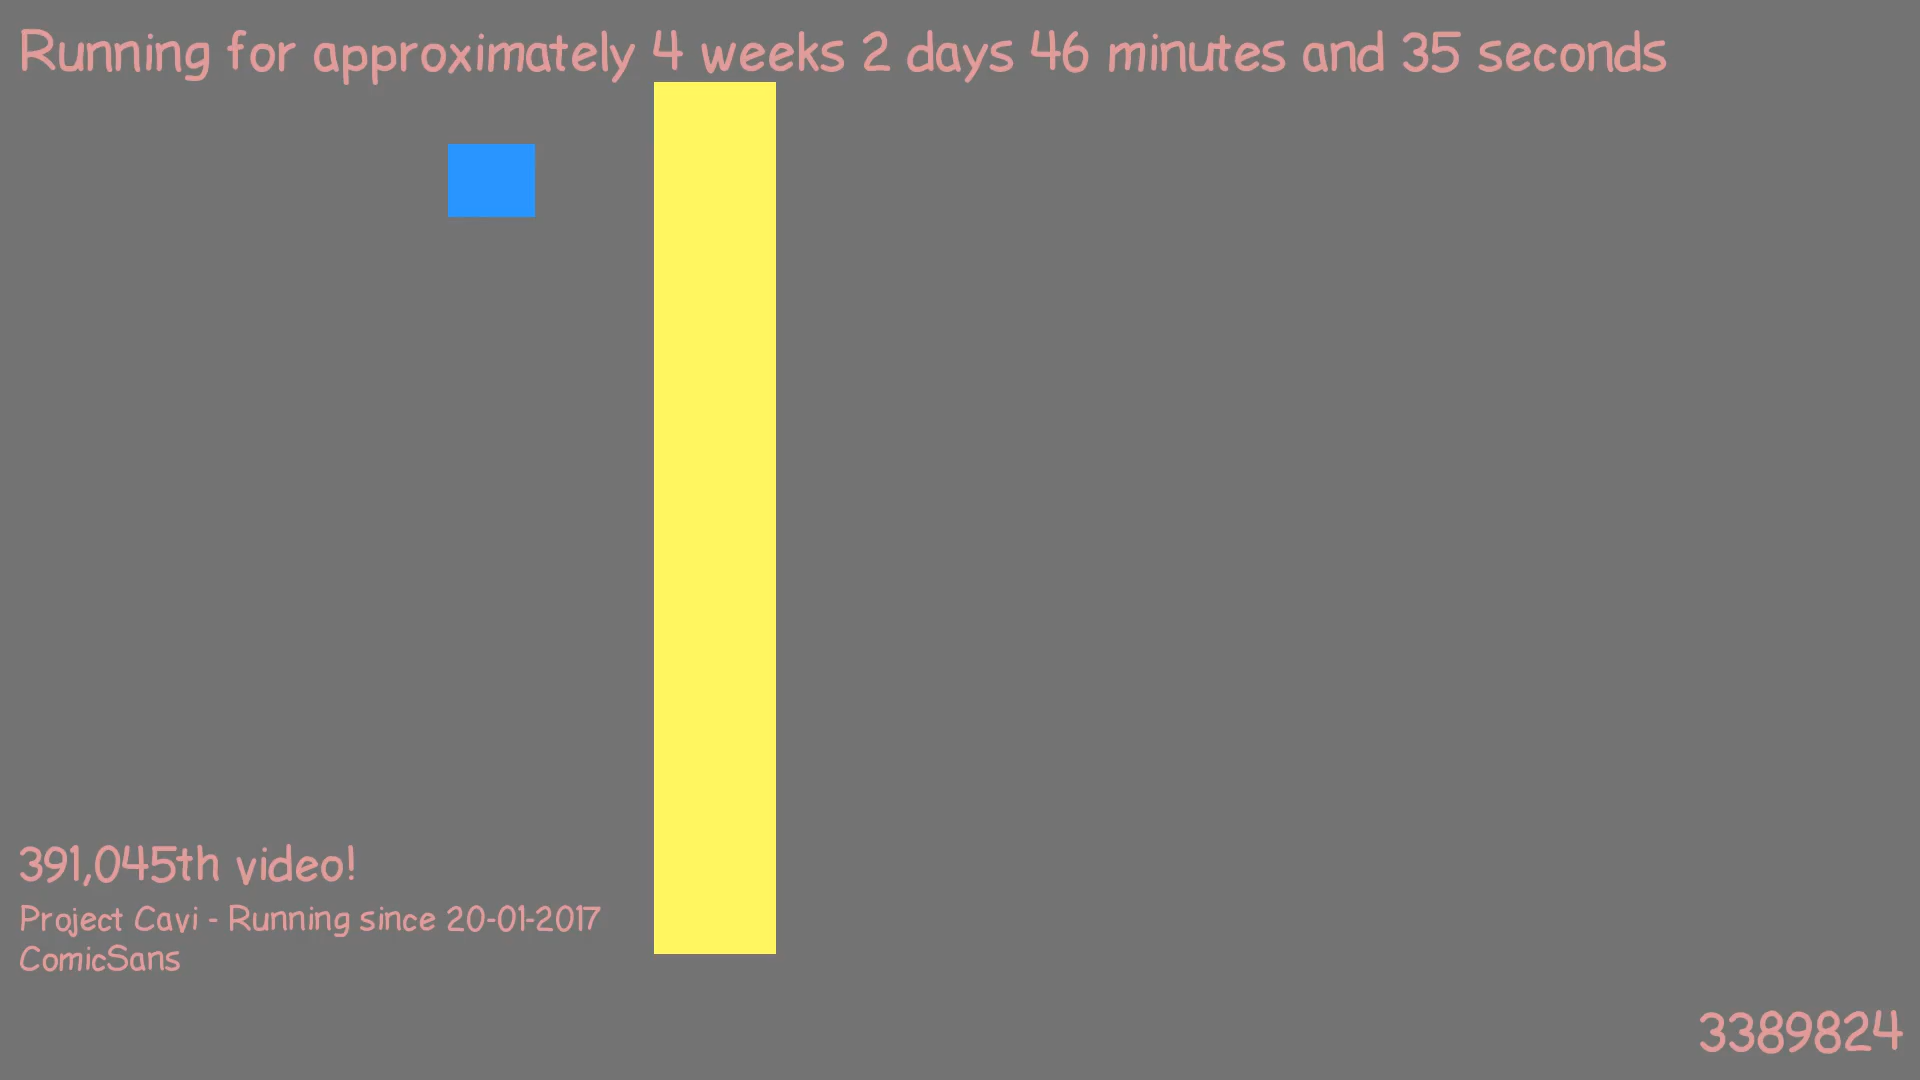 Running for approximately 4 weeks 2 days 46 minutes and 35 seconds
391,045th video!
Project Cavi - Running since 20-01-2017
ComicSans
3389824